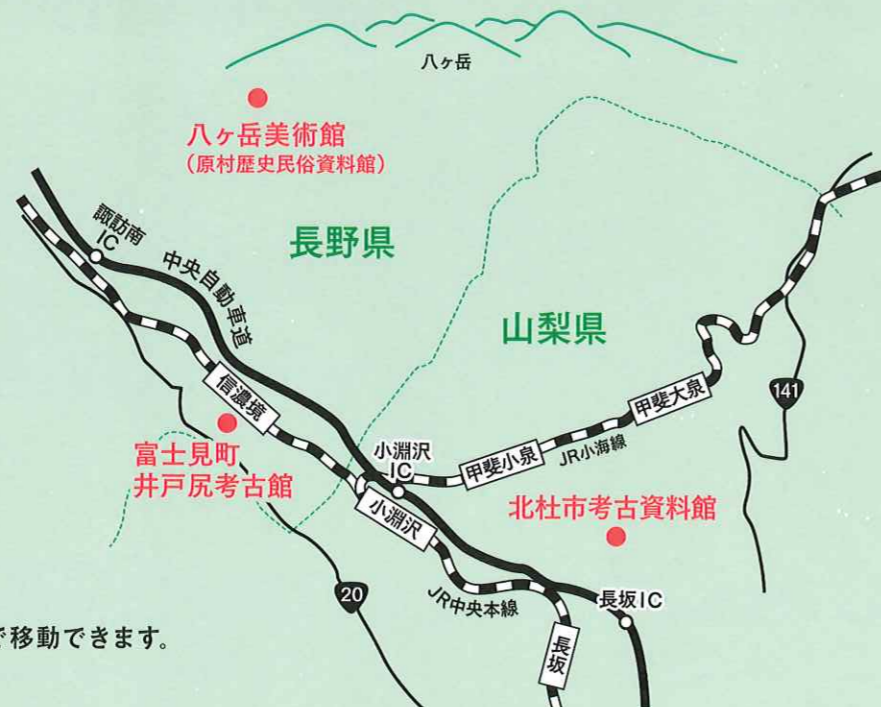 八ヶ岳
八ヶ岳美術館
(原村歴史民俗資料館)
長野県
諏訪南
IC
中央自動車道
山梨県
信濃境
甲斐大泉
141
富士見町
井戸尻考古館
小淵沢
IC
甲斐小泉
JR小海線
小淵沢
北杜市考古資料館
20
JR中央本線
長坂IC
で移動できます。
長坂